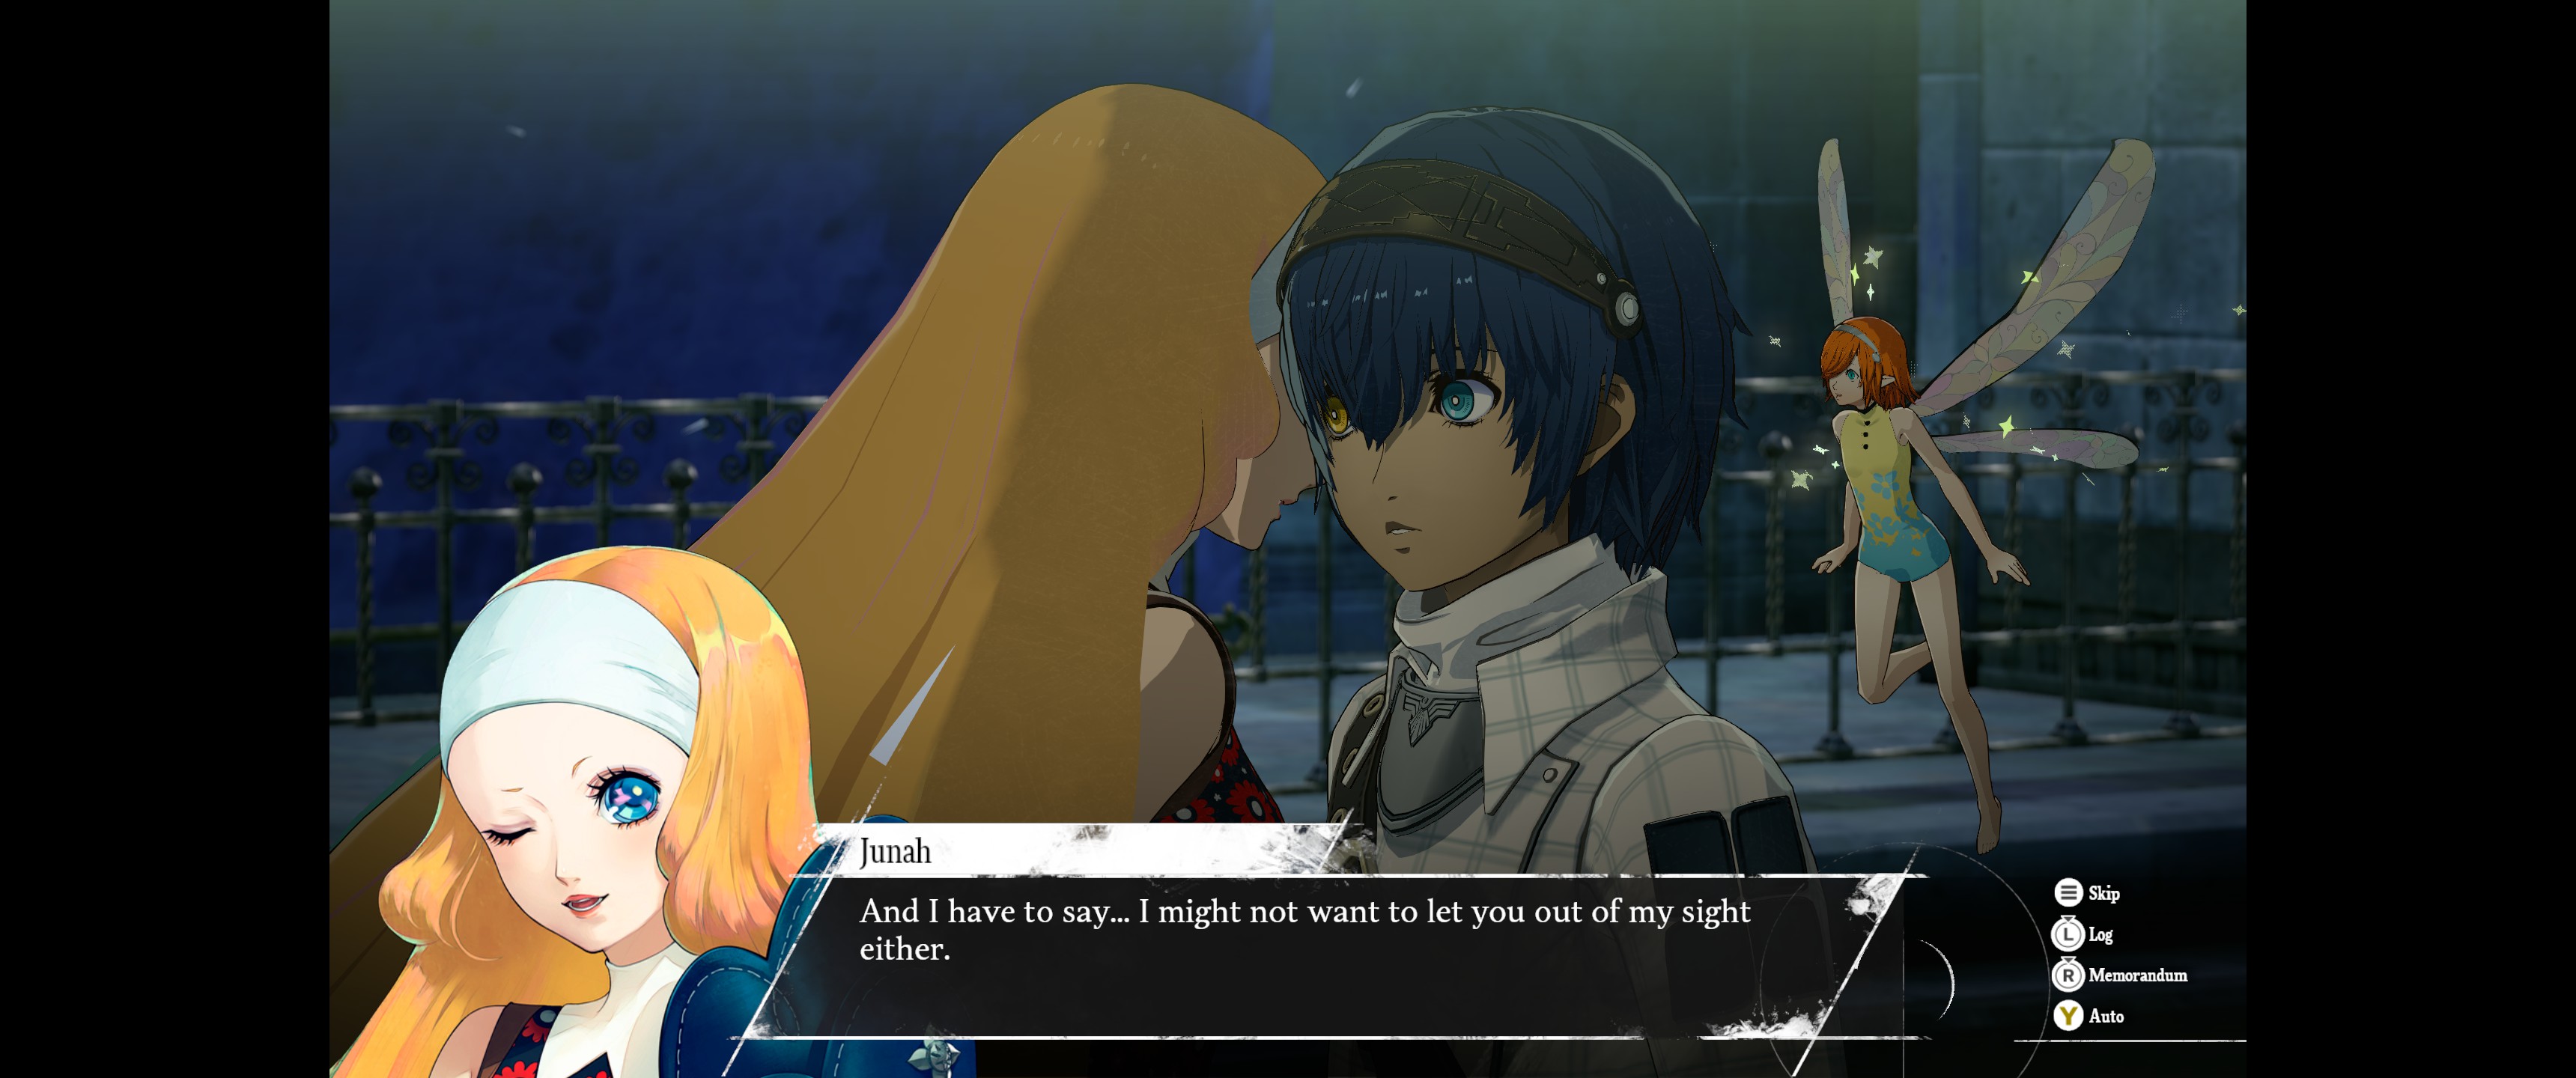 Junah
And I have to say... I might not want to let you out of my sight
either.
Skip
L Log
R Memorandum
Y Auto